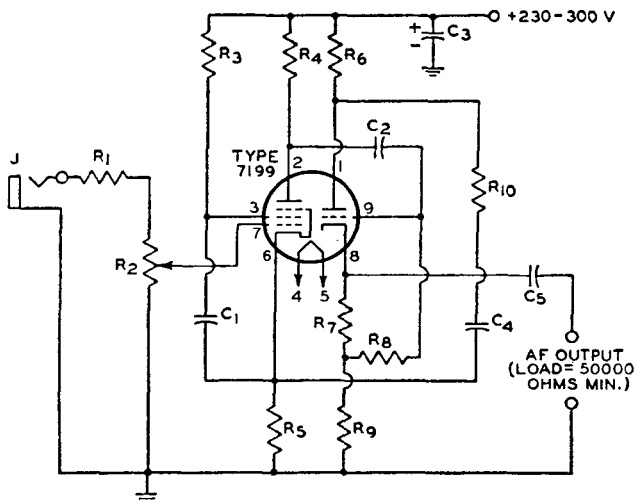 +230-300 V
+
-
C3
R3
R4
R6
C2
TYPE
7199
2
1
J
R1
R10
3
7
9
6
8
R2
4
5
C5
C1
R7
R8
C4
AF OUTPUT
(LOAD=50000
OHMS MIN.)
R5
R9